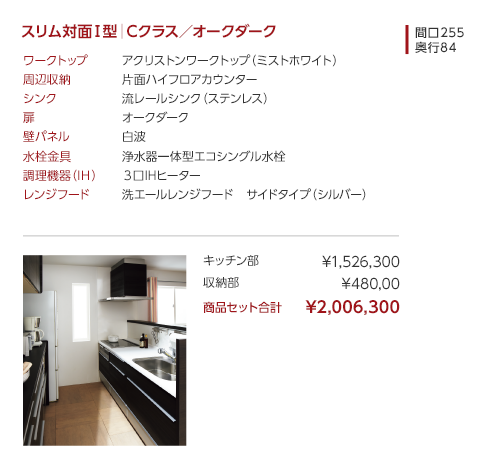 スリム対面I型｜Cクラス／オークダーク
間口255
奥行84
ワークトップ　アクリストンワークトップ（ミストホワイト）
周辺収納　片面ハイフロアカウンター
シンク　流レールシンク（ステンレス）
扉　オークダーク
壁パネル　白波
水栓金具　浄水器一体型エコシングル水栓
調理機器（IH）　3口IHヒーター
レンジフード　洗エールレンジフード　サイドタイプ（シルバー）
キッチン部　¥1,526,300
収納部　¥480,00
商品セット合計　¥2,006,300